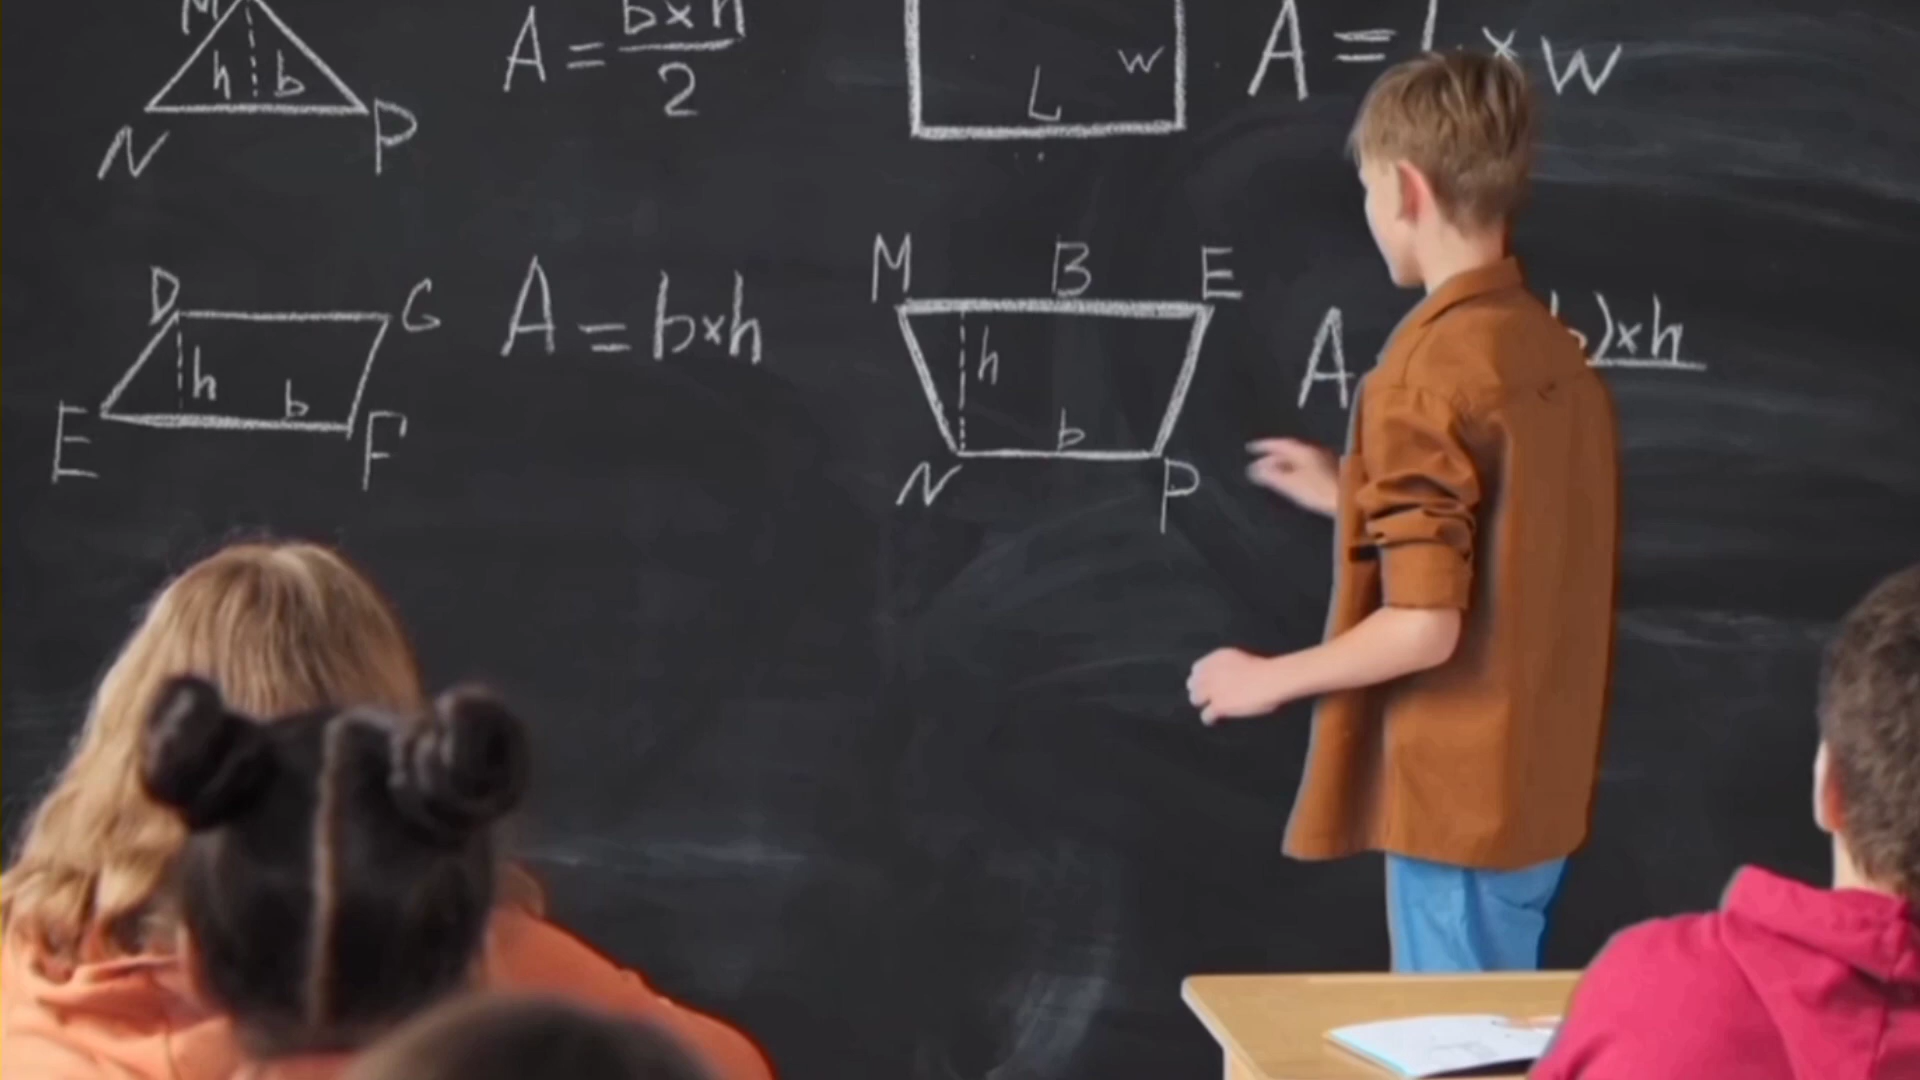 M
h b
N P
A = b×h
2
L
w
A = L × w
D G
h
b
E F
A = b×h
M B E
h
b
N P
A
b)×h